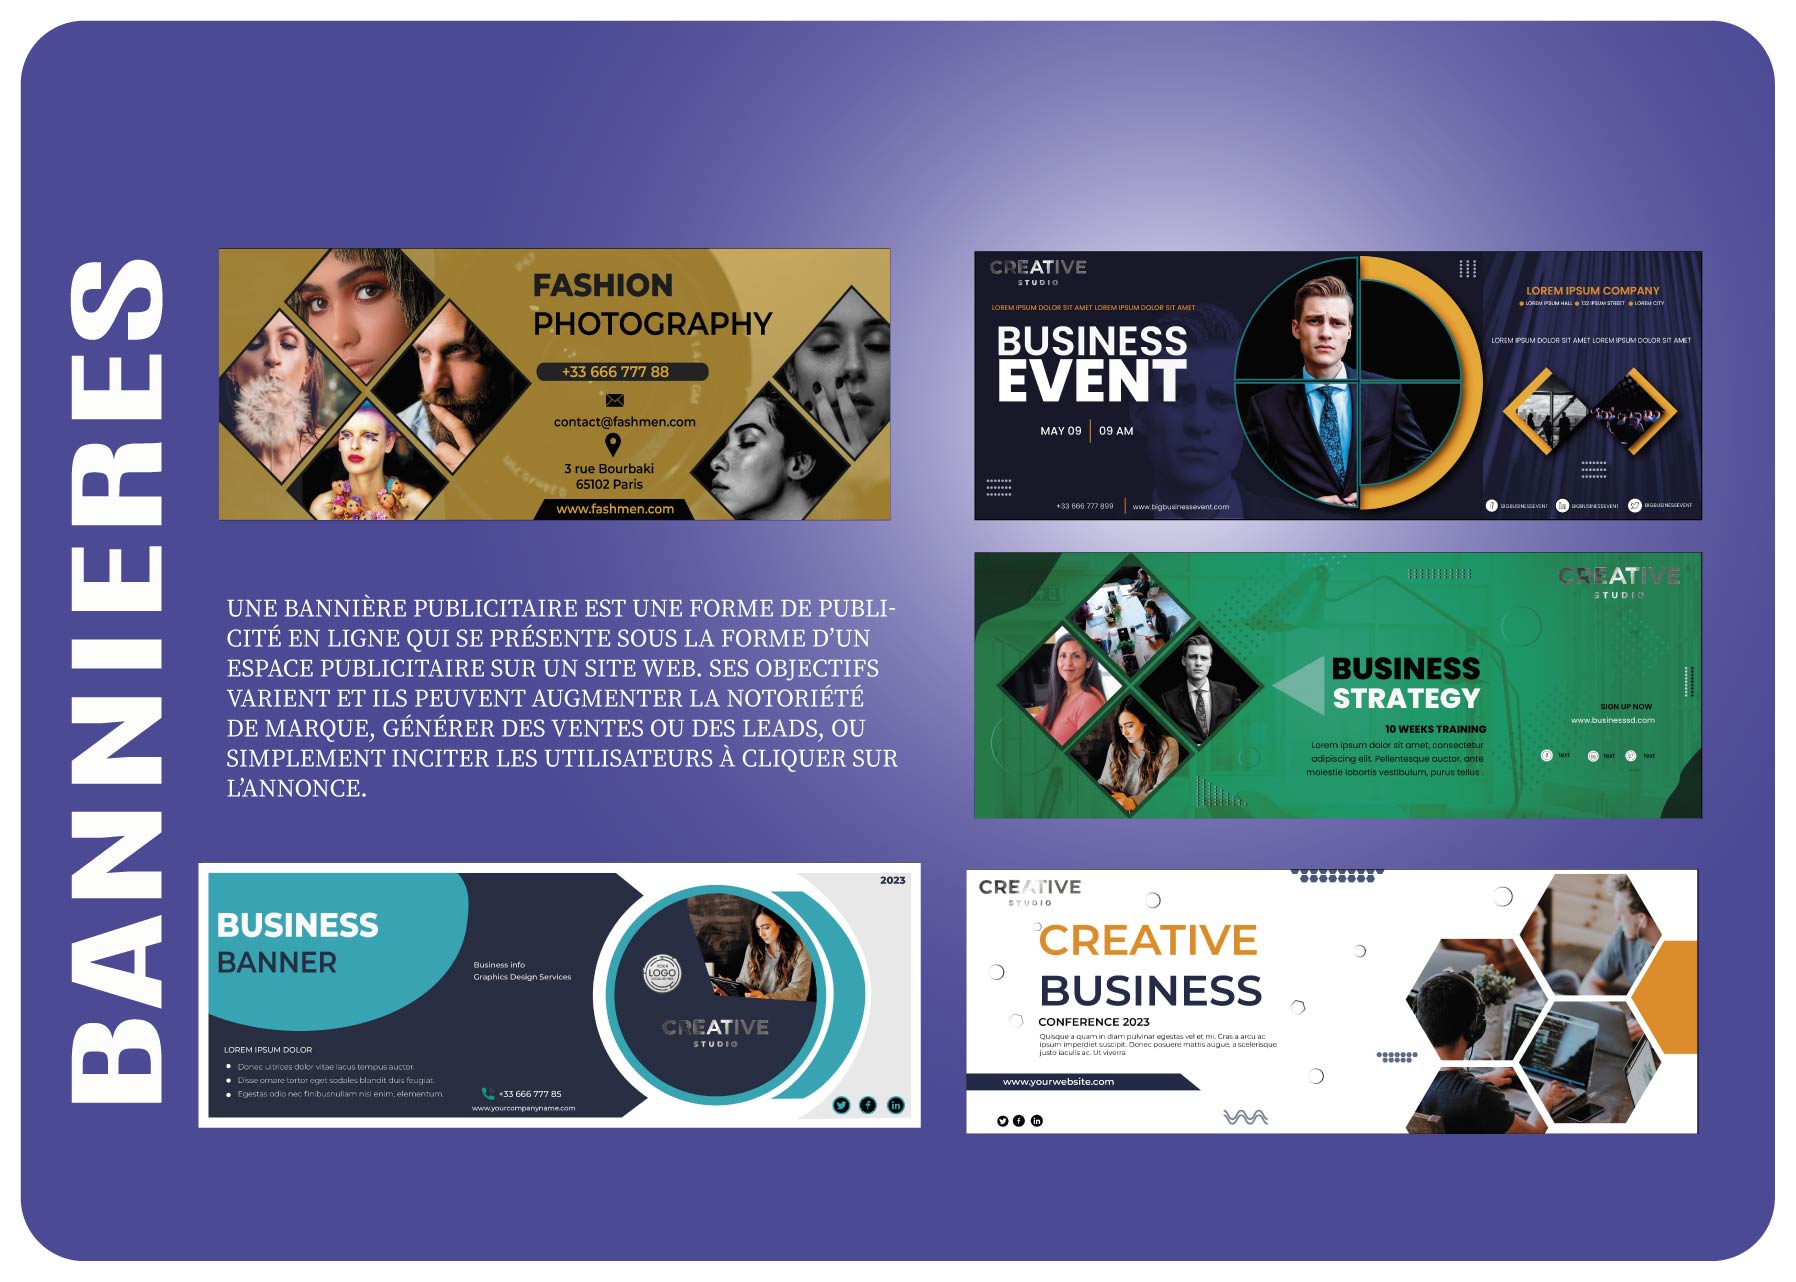 BANNIERES
FASHION
PHOTOGRAPHY
+33 666 777 88
contact@fashmen.com
3 rue Bourbaki
65102 Paris
www.fashmen.com
UNE BANNIÈRE PUBLICITAIRE EST UNE FORME DE PUBLI-
CITÉ EN LIGNE QUI SE PRÉSENTE SOUS LA FORME D’UN
ESPACE PUBLICITAIRE SUR UN SITE WEB. SES OBJECTIFS
VARIENT ET ILS PEUVENT AUGMENTER LA NOTORIÉTÉ
DE MARQUE, GÉNÉRER DES VENTES OU DES LEADS, OU
SIMPLEMENT INCITER LES UTILISATEURS À CLIQUER SUR
L’ANNONCE.
2023
BUSINESS
BANNER
Business info
Graphics Design Services
YOUR
LOGO
CREATIVE
STUDIO
LOREM IPSUM DOLOR
Donec ultrices dolor vitae lacus tempus auctor.
Disse ornare tortor eget sodales blandit duis feugiat.
Egestas odio nec finibusnullam nisi enim, elementum.
+33 666 777 85
www.yourcompanyname.com
CREATIVE
STUDIO
LOREM IPSUM DOLOR SIT AMET LOREM IPSUM DOLOR SIT AMET
BUSINESS
EVENT
MAY 09 09 AM
+33 666 777 899 www.bigbusinessevent.com
LOREM IPSUM COMPANY
LOREM IPSUM HALL 132 IPSUM STREET LOREM CITY
LOREM IPSUM DOLOR SIT AMET LOREM IPSUM DOLOR SIT AMET
BIGBUSINESSEVENT BIGBUSINESSEVENT BIGBUSINESSEVENT
CREATIVE
STUDIO
BUSINESS
STRATEGY
10 WEEKS TRAINING
Lorem ipsum dolor sit amet, consectetur
adipiscing elit. Pellentesque auctor, ante
molestie lobortis vestibulum, purus tellus .
SIGN UP NOW
www.businesssd.com
text text text
CREATIVE
STUDIO
CREATIVE
BUSINESS
CONFERENCE 2023
Quisque a quam in diam pulvinar egestas vel et mi. Cras a arcu ac
ipsum imperdiet suscipit. Donec posuere mattis augue, a scelerisque
justo iaculis ac. Ut viverra
www.yourwebsite.com